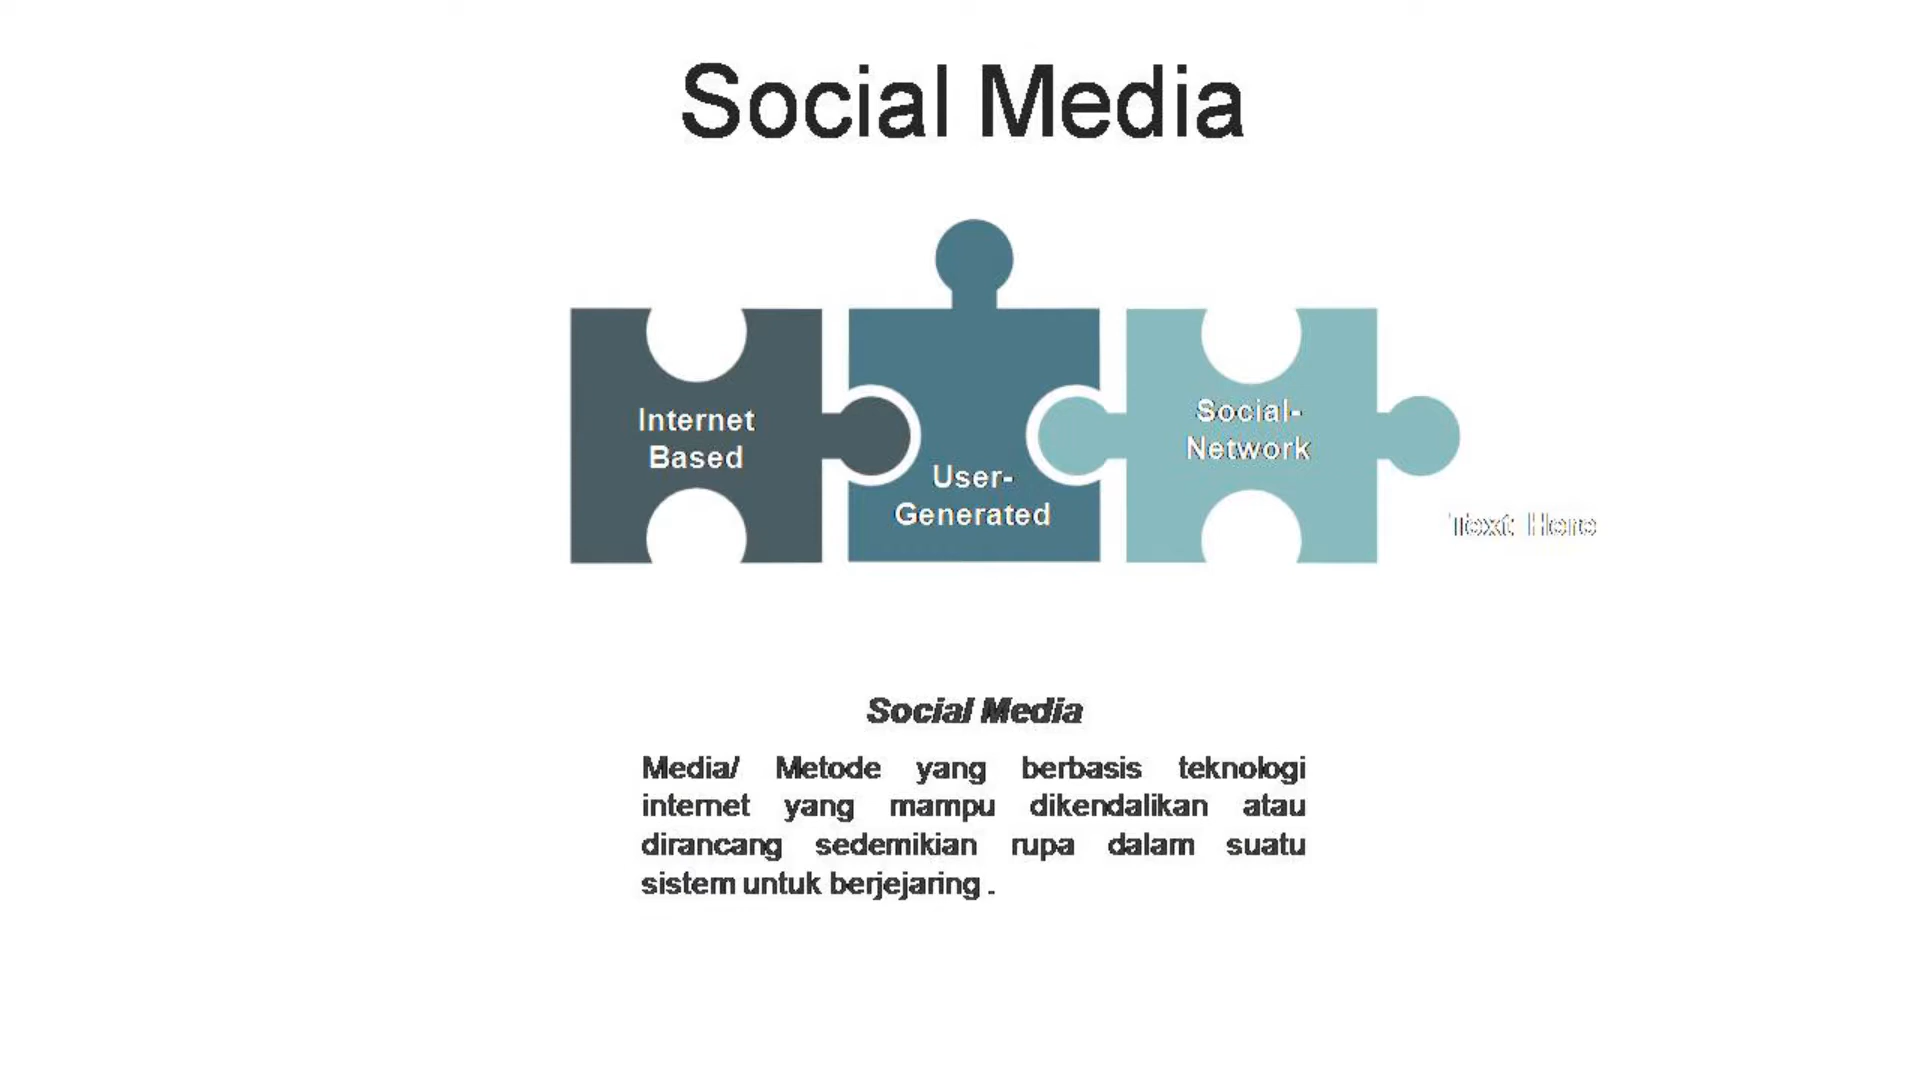 Social Media
Internet
Based
User-
Generated
Social-
Network
Text Here
Social Media
Media/ Metode yang berbasis teknologi
internet yang mampu dikendalikan atau
dirancang sedemikian rupa dalam suatu
sistem untuk berjejaring .